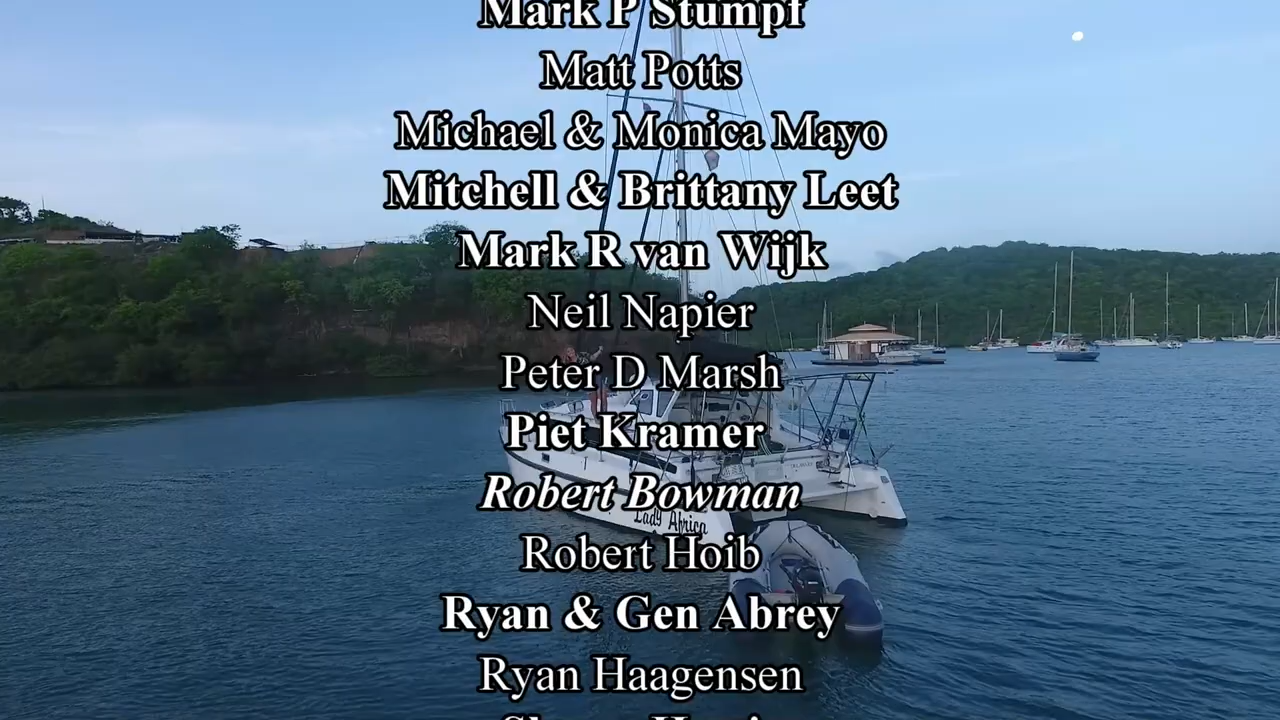 Mark P Stumpf
Matt Potts
Michael & Monica Mayo
Mitchell & Brittany Leet
Mark R van Wijk
Neil Napier
Peter D Marsh
Piet Kramer
Robert Bowman
Lady Africa
Robert Hoib
Ryan & Gen Abrey
Ryan Haagensen